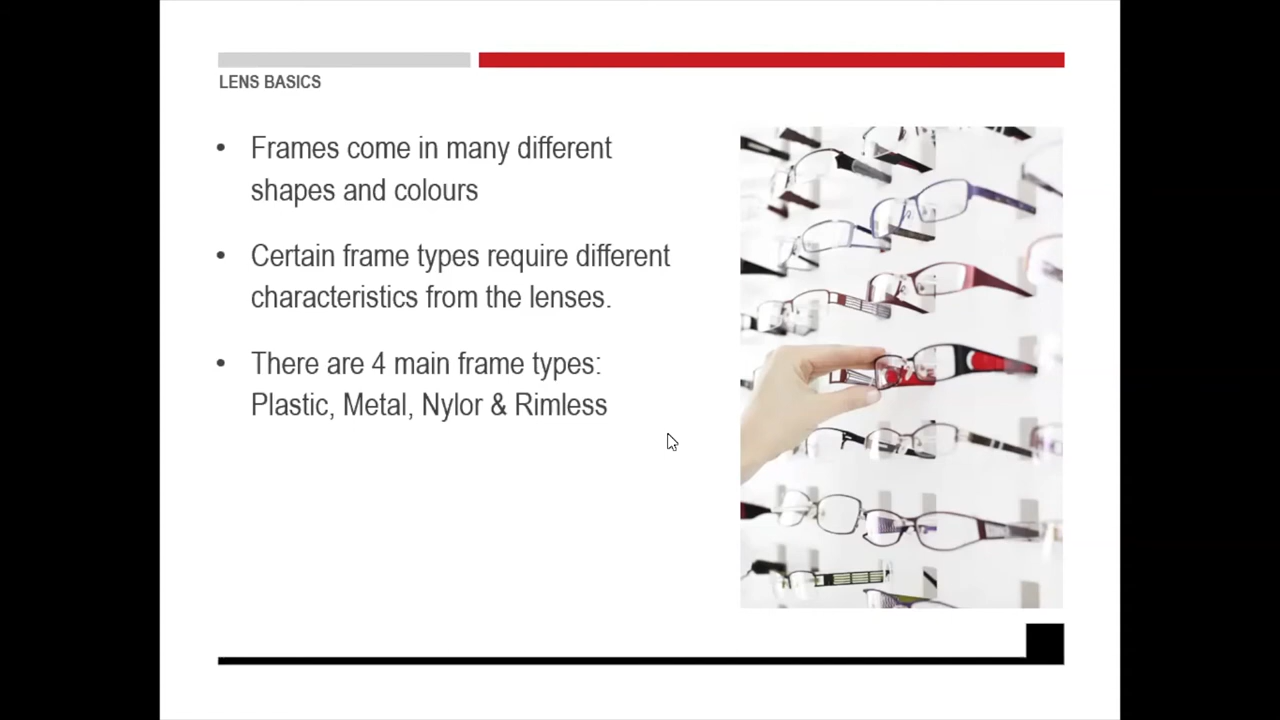 LENS BASICS
• Frames come in many different
shapes and colours
• Certain frame types require different
characteristics from the lenses.
• There are 4 main frame types:
Plastic, Metal, Nylor & Rimless